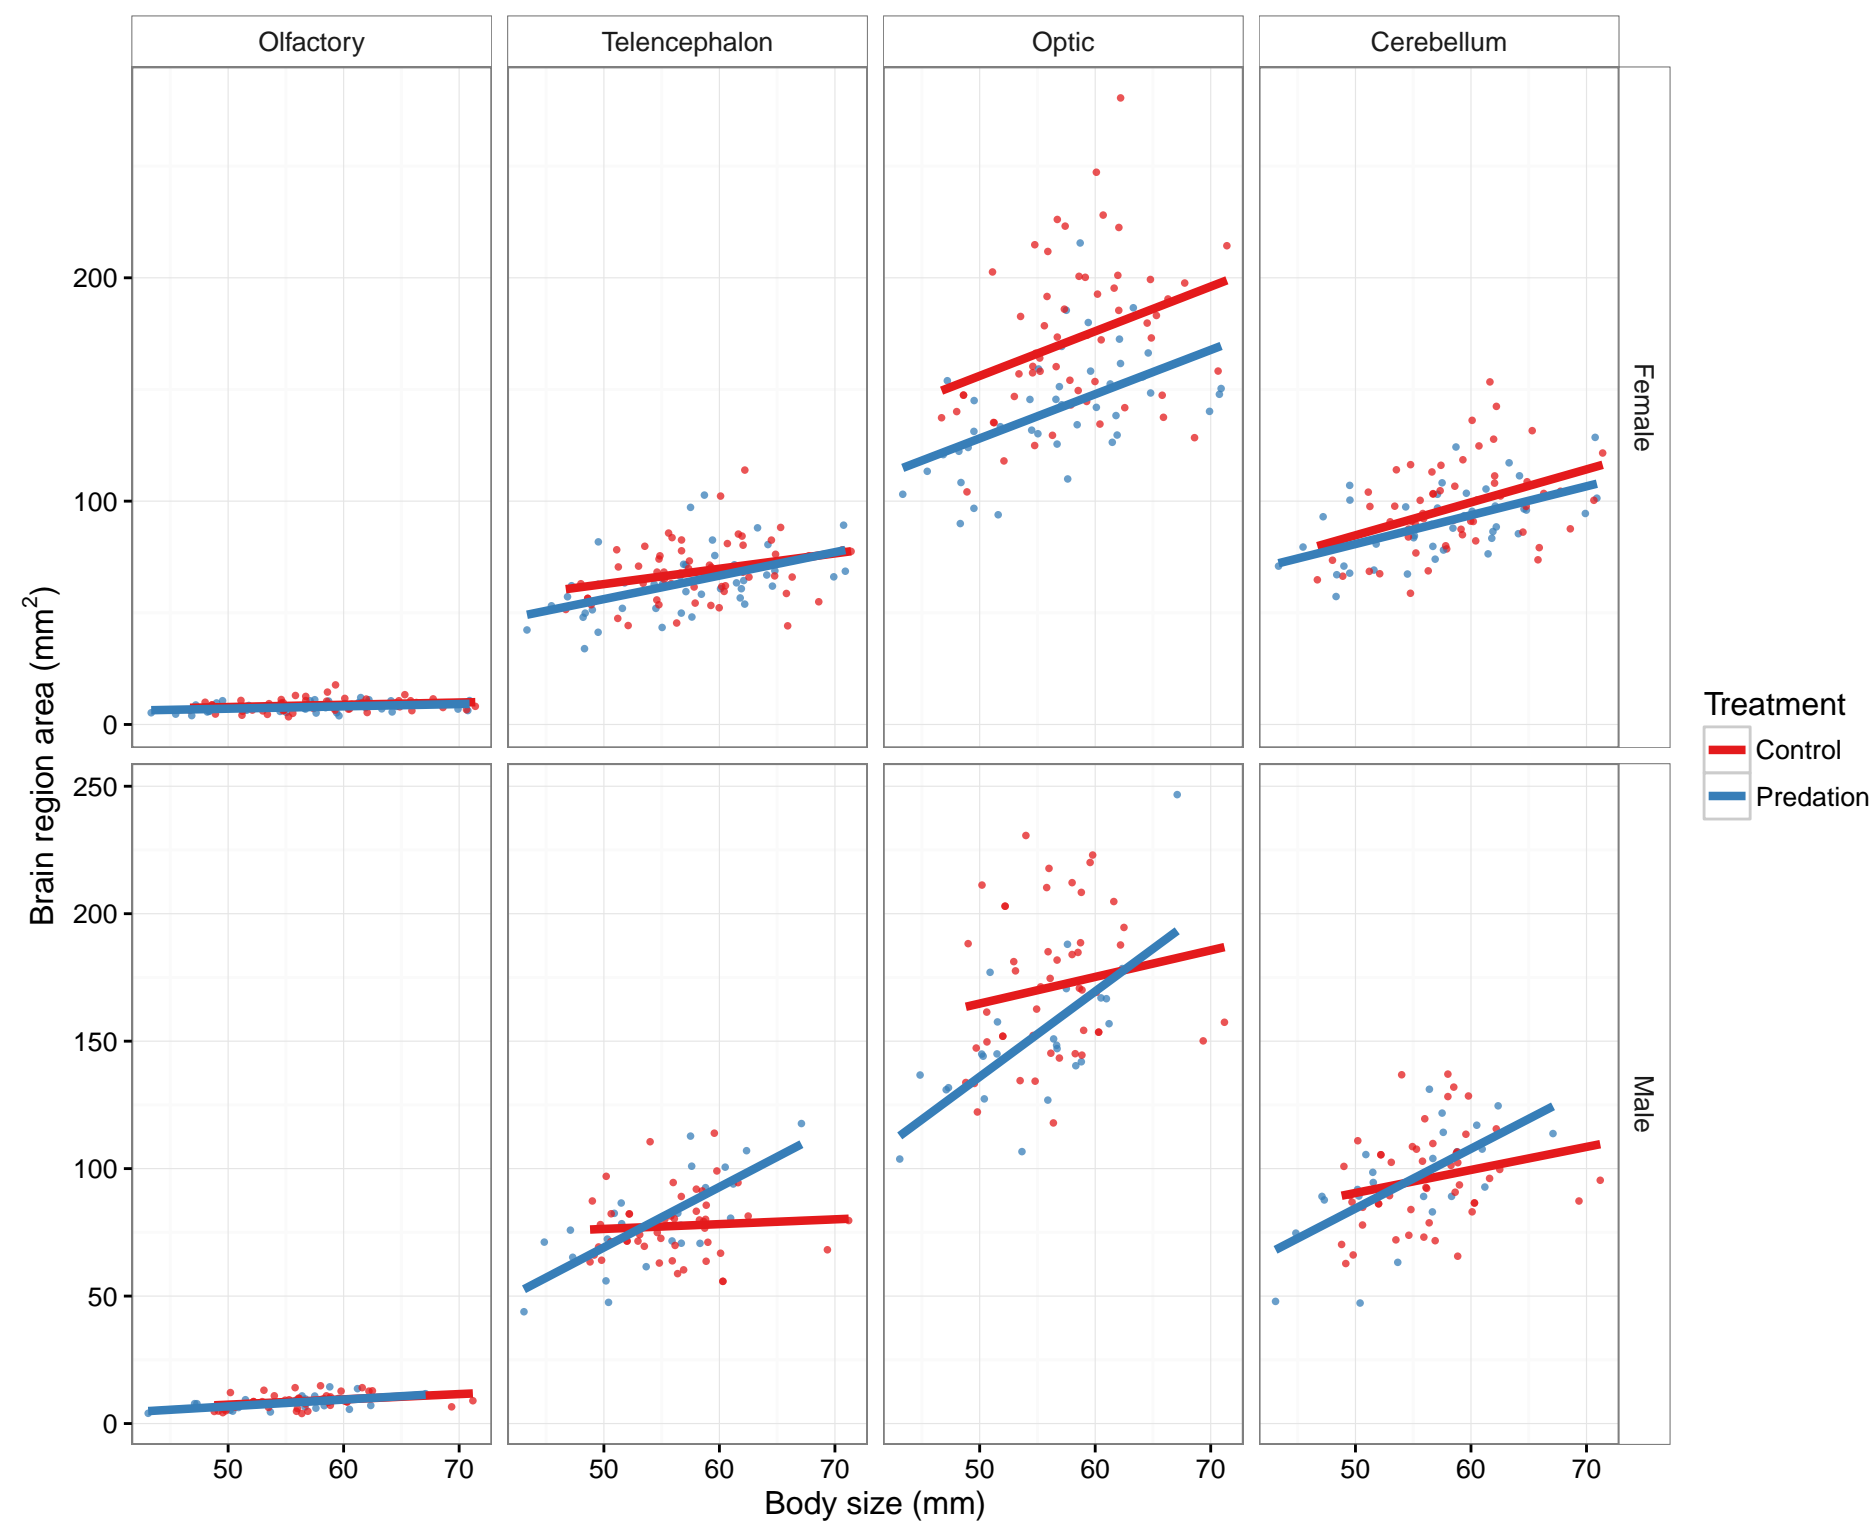 Olfactory Telencephalon Optic Cerebellum
200
100
0
Female
250
200
150
100
50
0
Male
50 60 70 50 60 70 50 60 70 50 60 70
Body size (mm)
Brain region area (mm²)
Treatment
Control
Predation